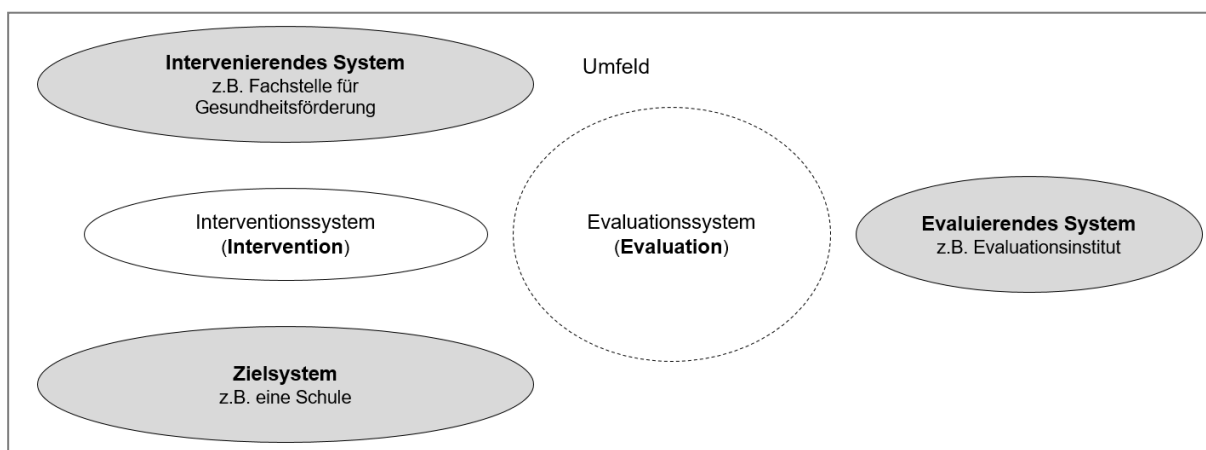 Intervenierendes System
z.B. Fachstelle für
Gesundheitsförderung
Umfeld
Interventionssystem
(Intervention)
Evaluationssystem
(Evaluation)
Evaluierendes System
z.B. Evaluationsinstitut
Zielsystem
z.B. eine Schule